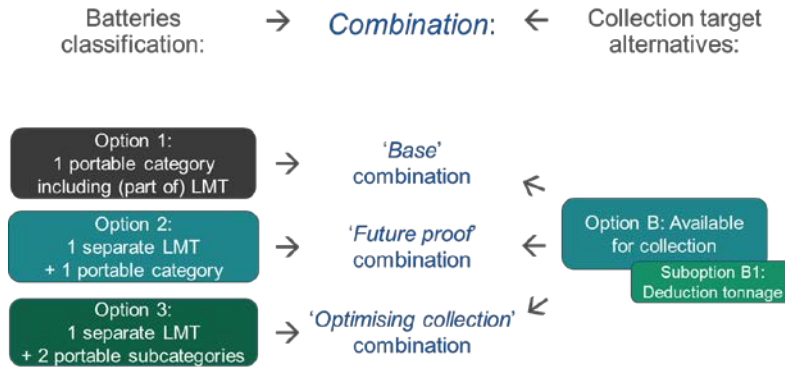 Batteries
classification:
→
Combination:
←
Collection target
alternatives:
Option 1:
1 portable category
including (part of) LMT
→
'Base'
combination
Option 2:
1 separate LMT
+ 1 portable category
→
'Future proof'
combination
←
Option B: Available
for collection
Suboption B1:
Deduction tonnage
Option 3:
1 separate LMT
+ 2 portable subcategories
→
'Optimising collection'
combination